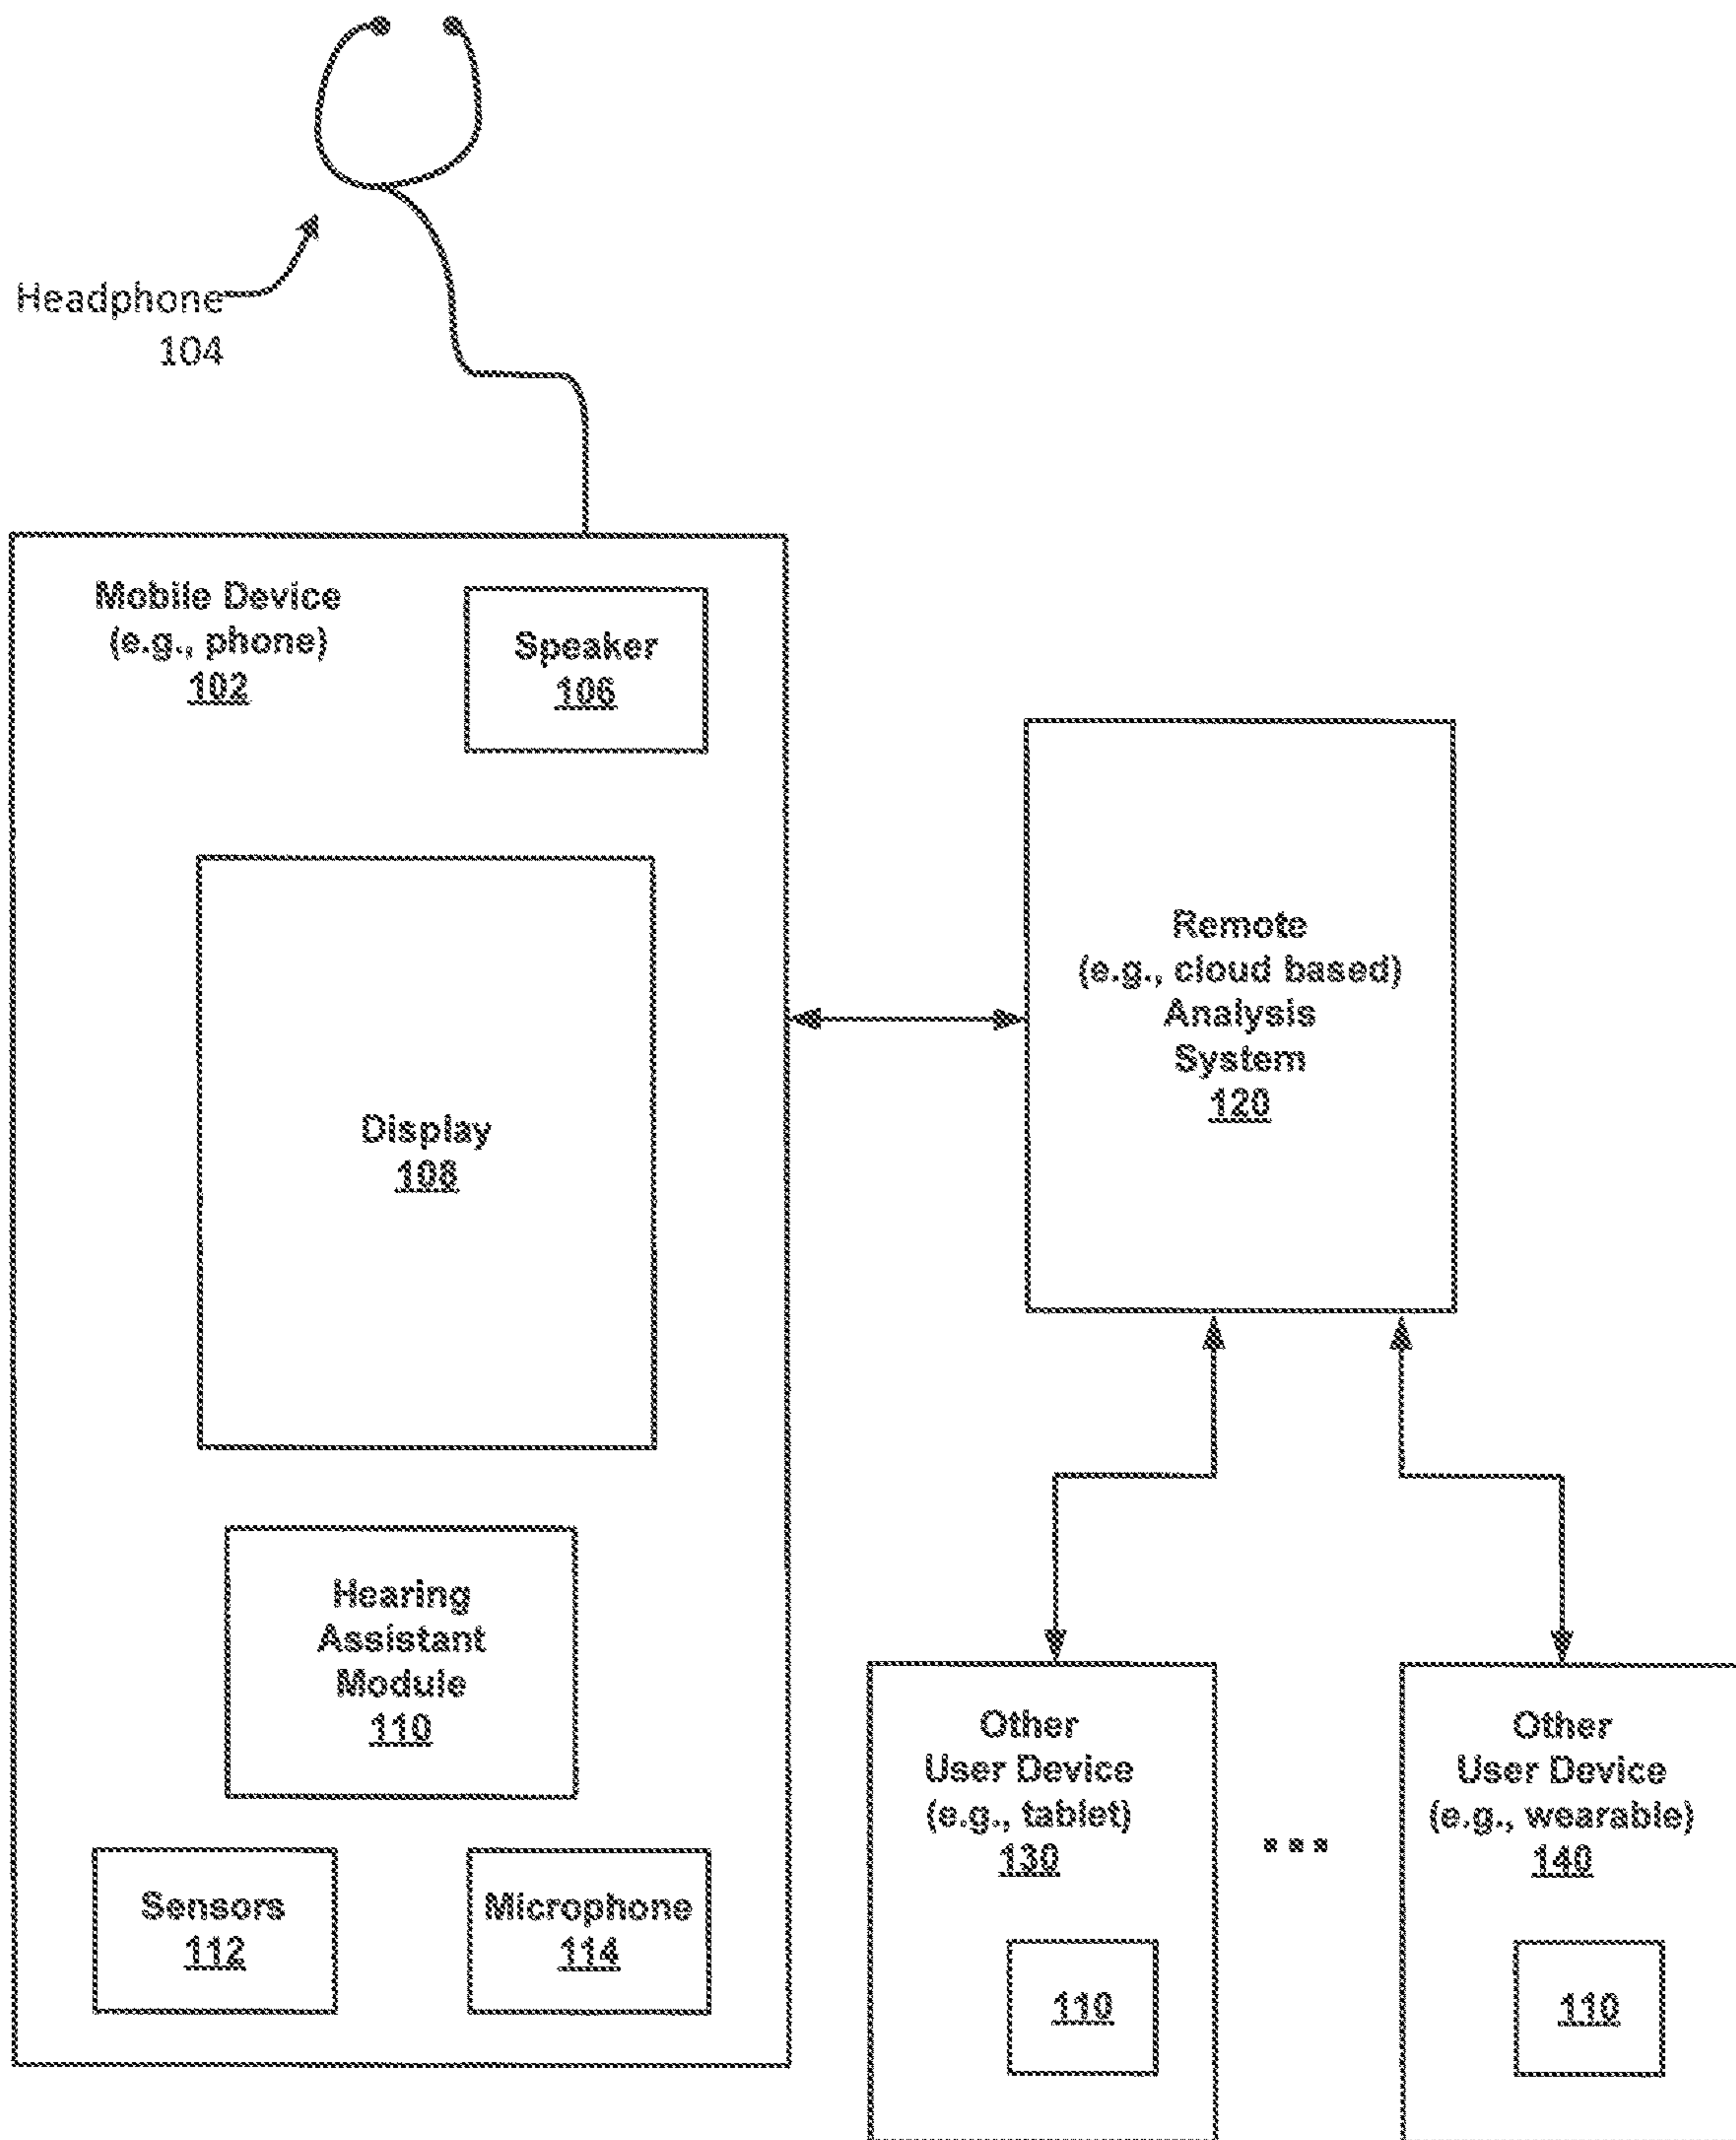 Headphone
104
Mobile Device
(e.g., phone)
102
Speaker
106
Display
108
Hearing
Assistant
Module
110
Sensors
112
Microphone
114
Remote
(e.g., cloud based)
Analysis
System
120
Other
User Device
(e.g., tablet)
130
110
...
Other
User Device
(e.g., wearable)
140
110